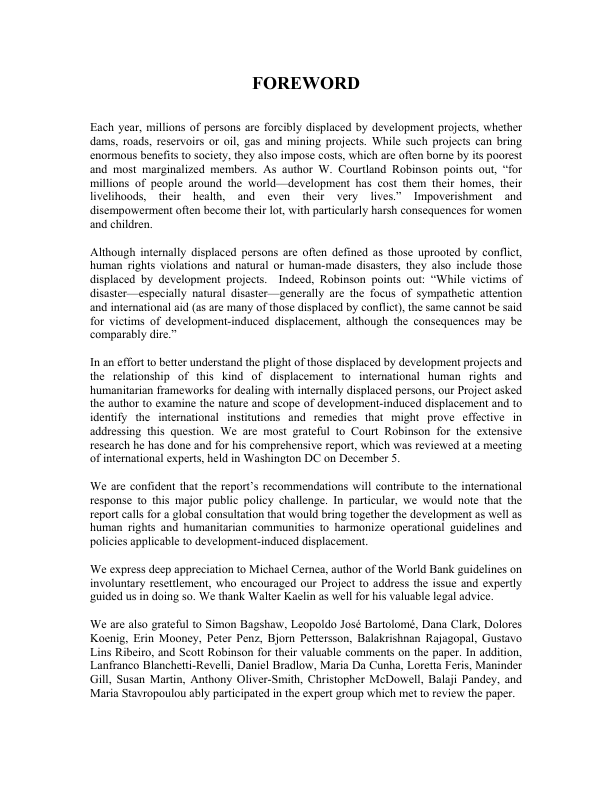 FOREWORD
Each year, millions of persons are forcibly displaced by development projects, whether
dams, roads, reservoirs or oil, gas and mining projects. While such projects can bring
enormous benefits to society, they also impose costs, which are often borne by its poorest
and most marginalized members. As author W. Courtland Robinson points out, “for
millions of people around the world—development has cost them their homes, their
livelihoods, their health, and even their very lives.” Impoverishment and
disempowerment often become their lot, with particularly harsh consequences for women
and children.
Although internally displaced persons are often defined as those uprooted by conflict,
human rights violations and natural or human-made disasters, they also include those
displaced by development projects.  Indeed, Robinson points out: “While victims of
disaster—especially natural disaster—generally are the focus of sympathetic attention
and international aid (as are many of those displaced by conflict), the same cannot be said
for victims of development-induced displacement, although the consequences may be
comparably dire.”
In an effort to better understand the plight of those displaced by development projects and
the relationship of this kind of displacement to international human rights and
humanitarian frameworks for dealing with internally displaced persons, our Project asked
the author to examine the nature and scope of development-induced displacement and to
identify the international institutions and remedies that might prove effective in
addressing this question. We are most grateful to Court Robinson for the extensive
research he has done and for his comprehensive report, which was reviewed at a meeting
of international experts, held in Washington DC on December 5.
We are confident that the report’s recommendations will contribute to the international
response to this major public policy challenge. In particular, we would note that the
report calls for a global consultation that would bring together the development as well as
human rights and humanitarian communities to harmonize operational guidelines and
policies applicable to development-induced displacement.
We express deep appreciation to Michael Cernea, author of the World Bank guidelines on
involuntary resettlement, who encouraged our Project to address the issue and expertly
guided us in doing so. We thank Walter Kaelin as well for his valuable legal advice.
We are also grateful to Simon Bagshaw, Leopoldo José Bartolomé, Dana Clark, Dolores
Koenig, Erin Mooney, Peter Penz, Bjorn Pettersson, Balakrishnan Rajagopal, Gustavo
Lins Ribeiro, and Scott Robinson for their valuable comments on the paper. In addition,
Lanfranco Blanchetti-Revelli, Daniel Bradlow, Maria Da Cunha, Loretta Feris, Maninder
Gill, Susan Martin, Anthony Oliver-Smith, Christopher McDowell, Balaji Pandey, and
Maria Stavropoulou ably participated in the expert group which met to review the paper.